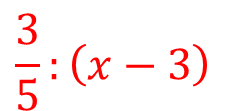 3/5 : (x − 3)